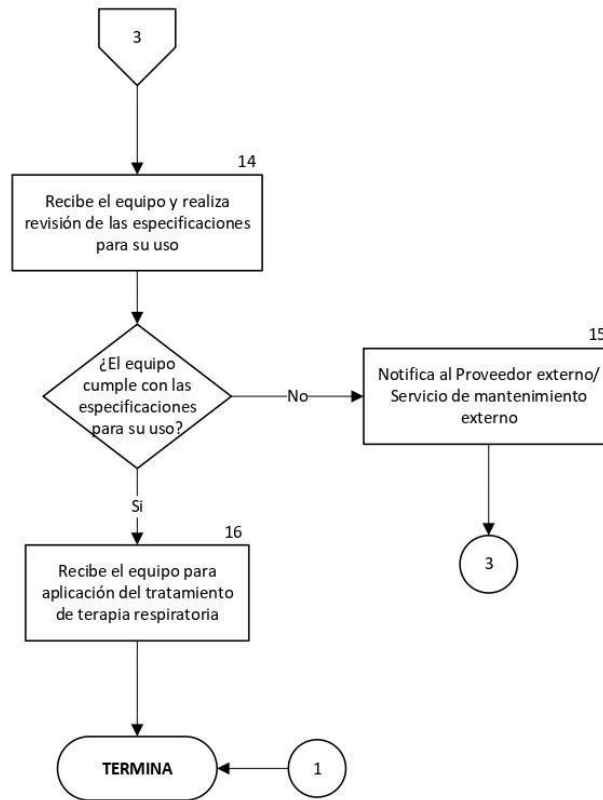 3
14
Recibe el equipo y realiza
revisión de las especificaciones
para su uso
¿El equipo
cumple con las
especificaciones
para su uso?
No
15
Notifica al Proveedor externo/
Servicio de mantenimiento
externo
3
Si
16
Recibe el equipo para
aplicación del tratamiento
de terapia respiratoria
TERMINA
1